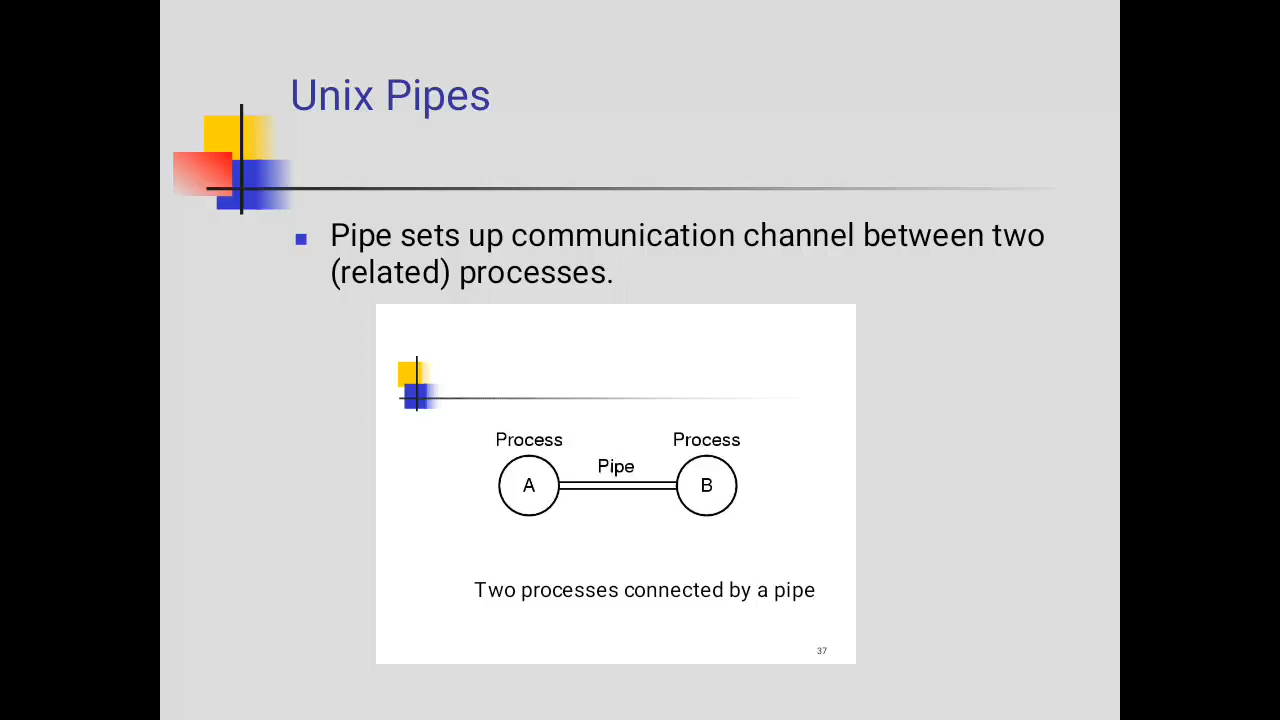 Unix Pipes
Pipe sets up communication channel between two
(related) processes.
Process Process
Pipe
A B
Two processes connected by a pipe
37